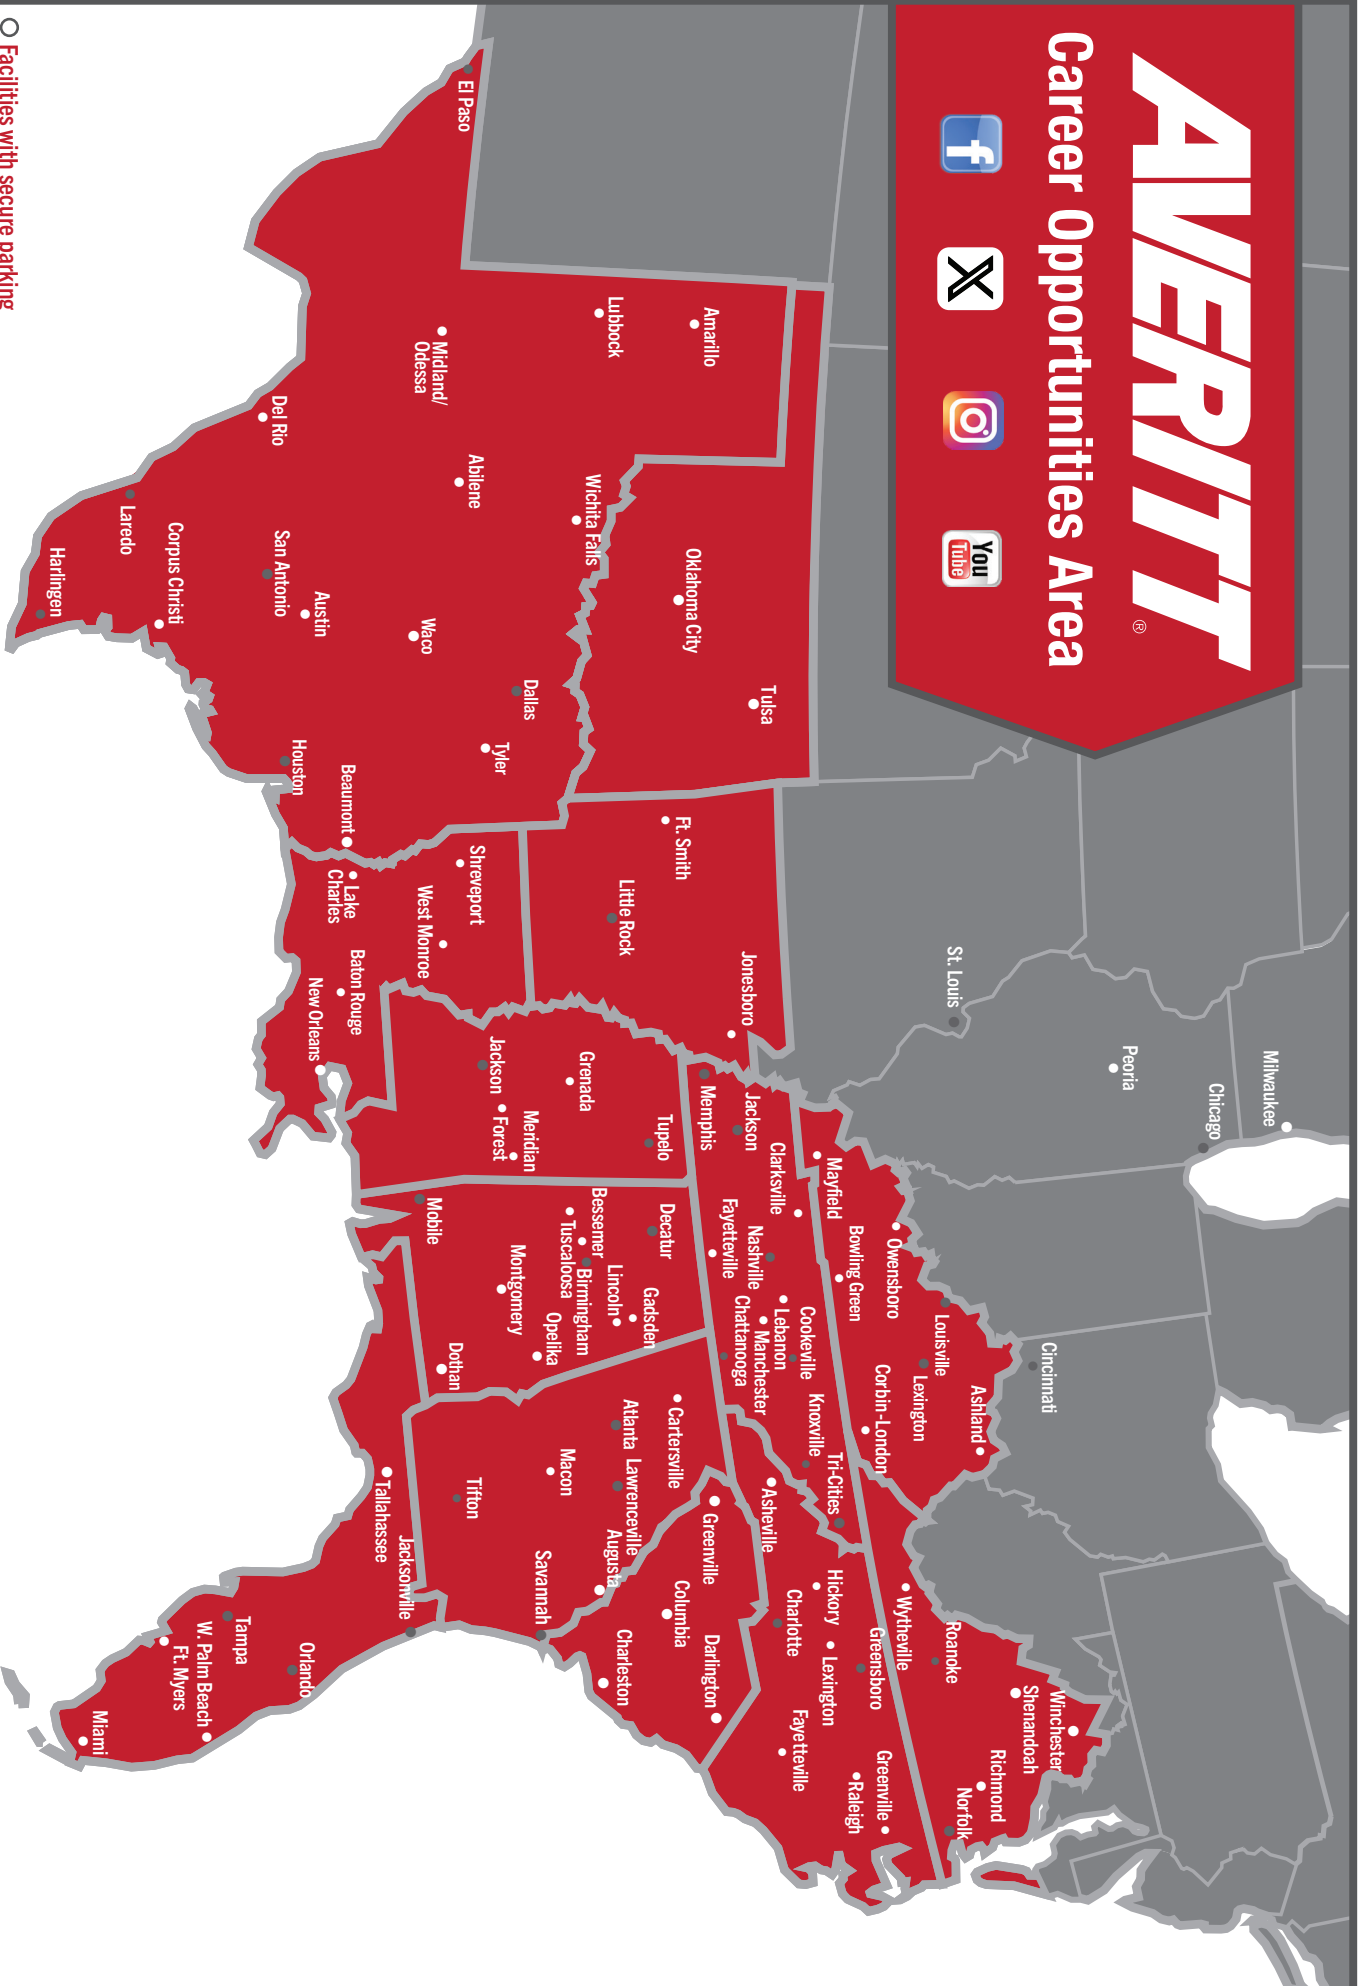 AVERITT®
Career Opportunities Area
f
X
You
Tube
Milwaukee
Chicago
Peoria
St. Louis
Cincinnati
Amarillo
Lubbock
El Paso
Midland/
Odessa
Abilene
Wichita Falls
Del Rio
Laredo
Corpus Christi
Harlingen
San Antonio
Austin
Waco
Dallas
Tyler
Houston
Beaumont
Oklahoma City
Tulsa
Ft. Smith
Little Rock
Jonesboro
Shreveport
West Monroe
Lake
Charles
Baton Rouge
New Orleans
Jackson
Grenada
Forest
Meridian
Tupelo
Memphis
Jackson
Clarksville
Fayetteville
Nashville
Lebanon
Manchester
Chattanooga
Cookeville
Knoxville
Tri-Cities
Mayfield
Bowling Green
Owensboro
Louisville
Lexington
Corbin-London
Ashland
Mobile
Decatur
Bessemer
Tuscaloosa
Birmingham
Lincoln
Gadsden
Montgomery
Opelika
Dothan
Cartersville
Atlanta
Lawrenceville
Macon
Augusta
Tifton
Savannah
Tallahassee
Jacksonville
Tampa
Orlando
W. Palm Beach
Ft. Myers
Miami
Greenville
Columbia
Darlington
Charleston
Asheville
Hickory
Charlotte
Lexington
Greensboro
Fayetteville
Raleigh
Greenville
Wytheville
Roanoke
Shenandoah
Winchester
Richmond
Norfolk
Facilities with secure parking